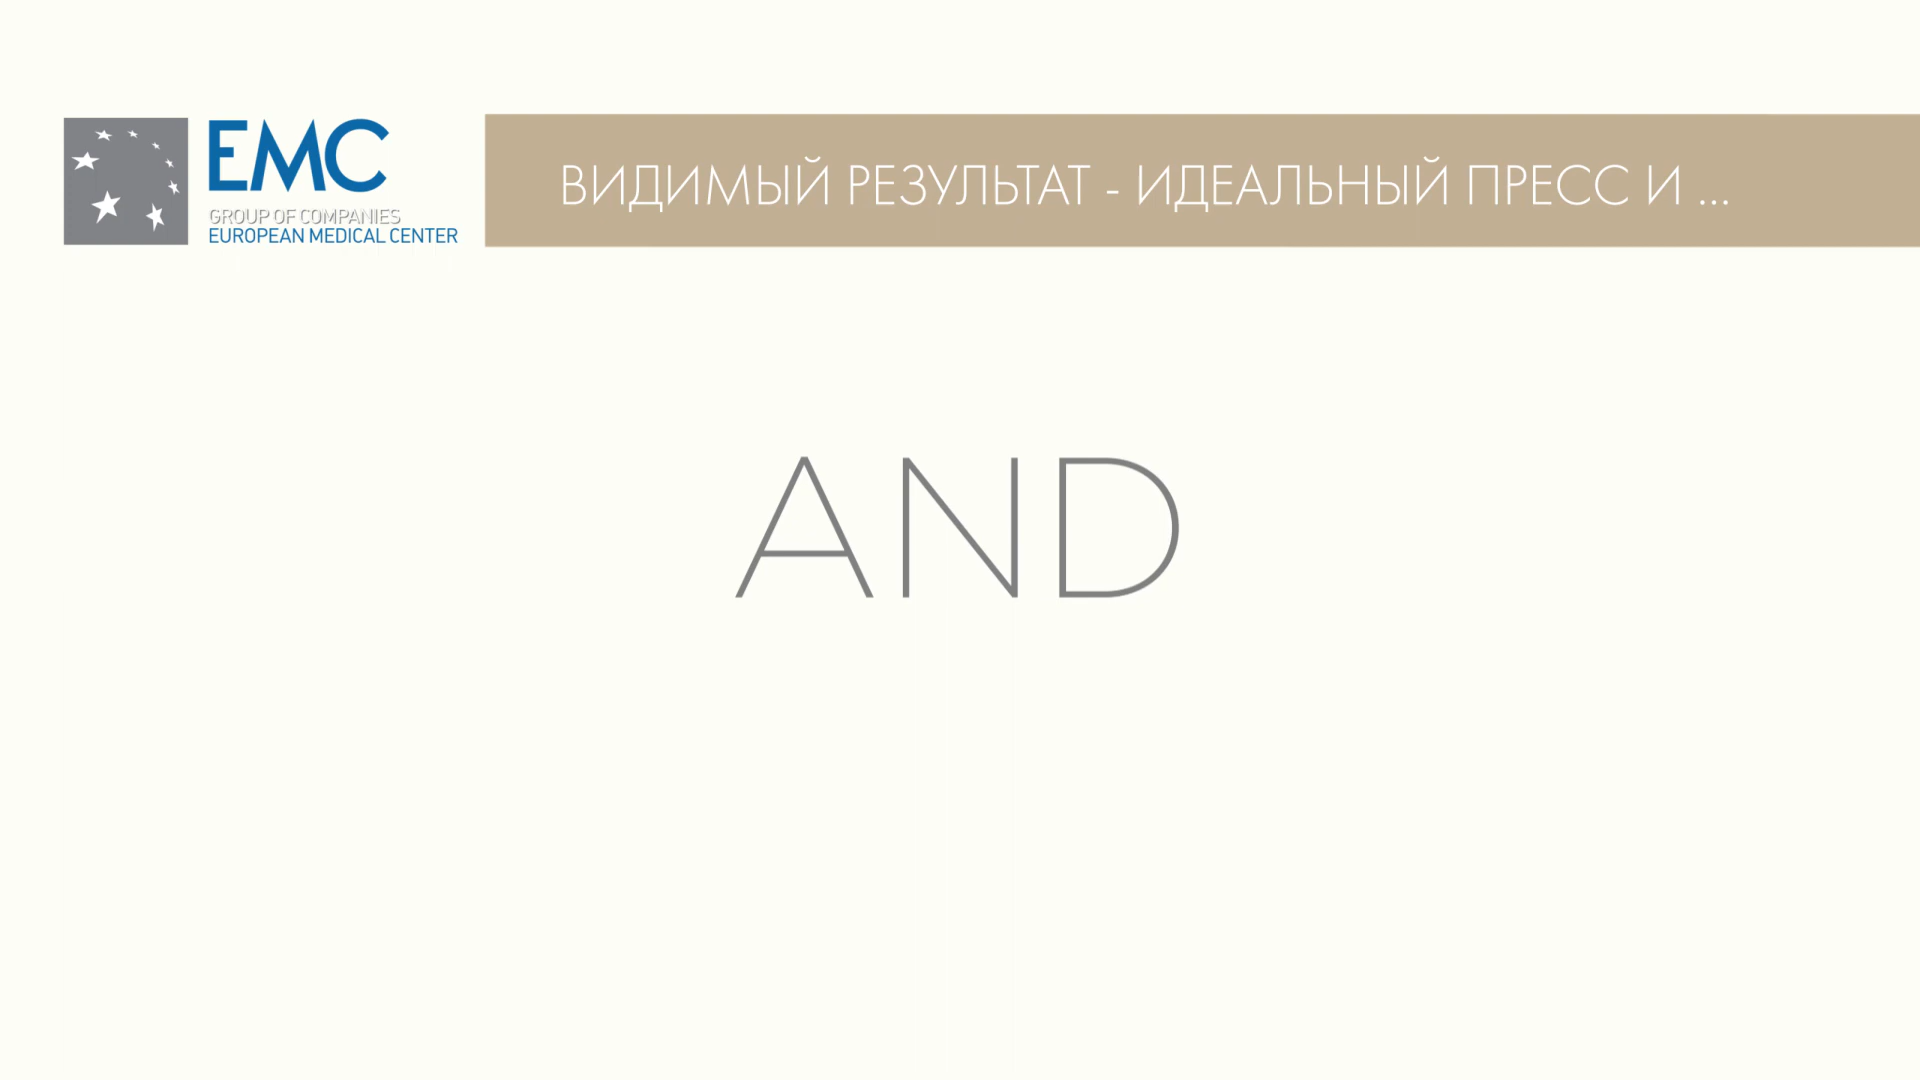 EMC
GROUP OF COMPANIES
EUROPEAN MEDICAL CENTER
ВИДИМЫЙ РЕЗУЛЬТАТ - ИДЕАЛЬНЫЙ ПРЕСС И ...
AND